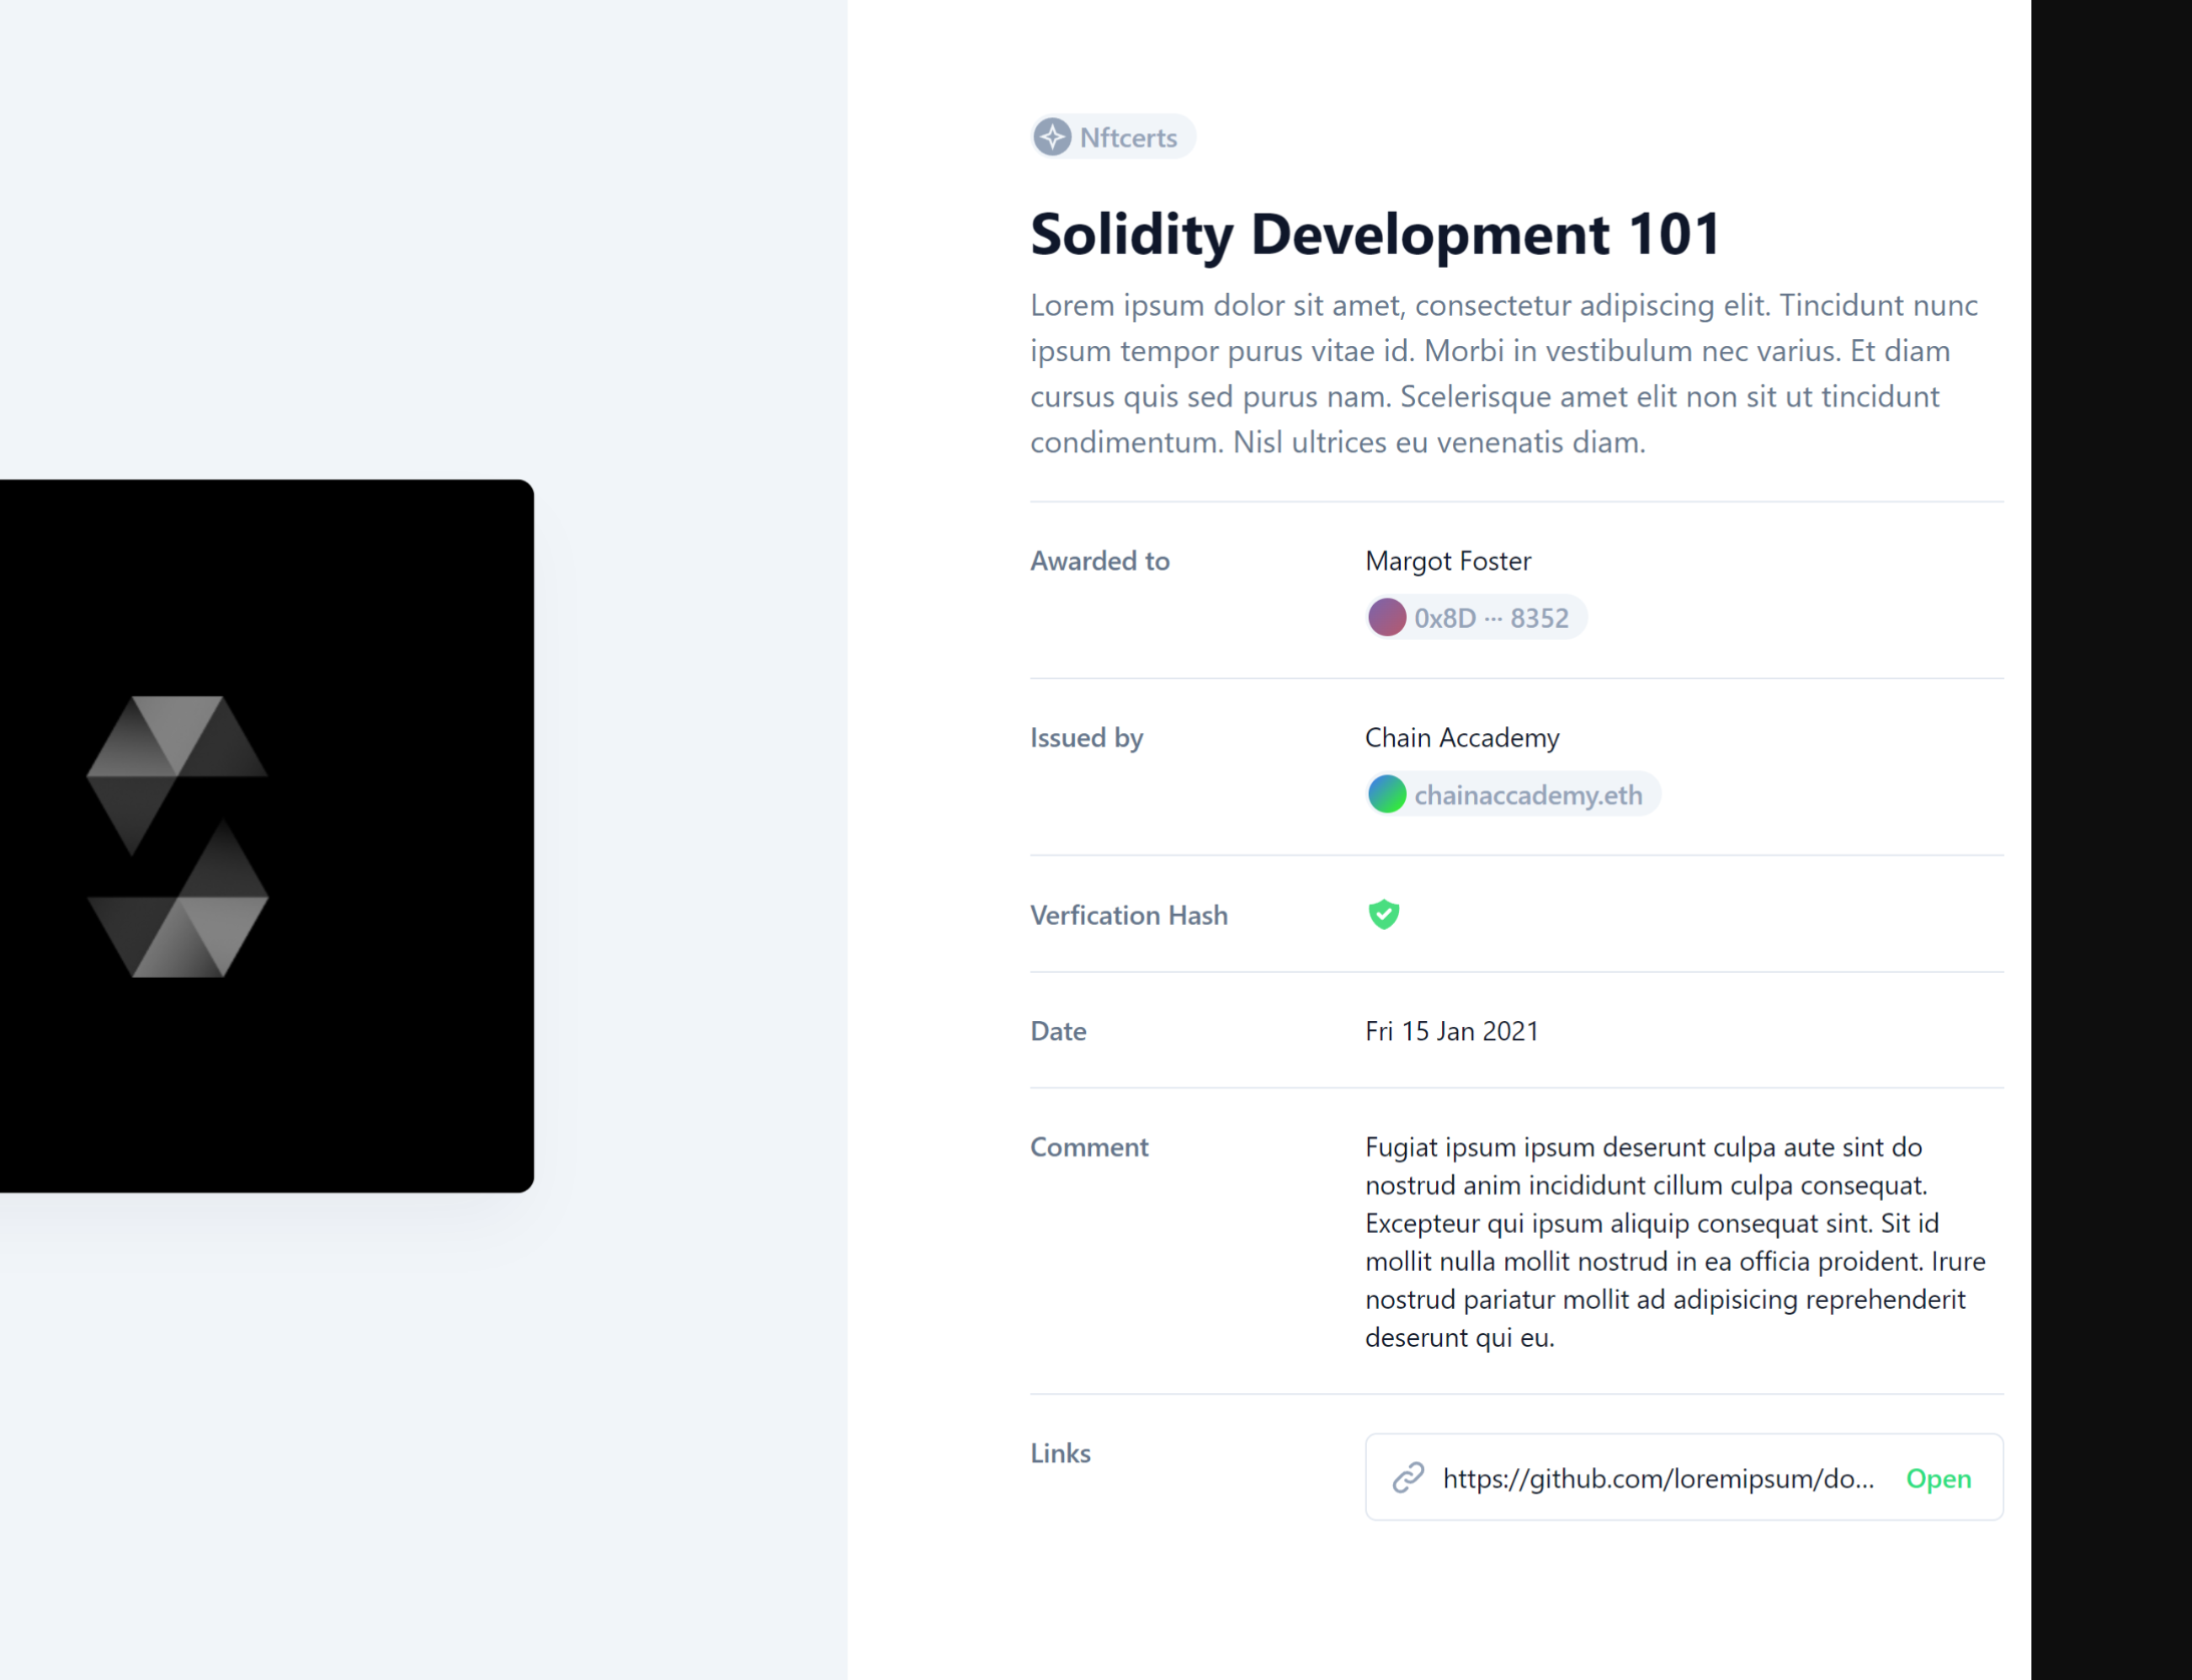 Nftcerts
Solidity Development 101
Lorem ipsum dolor sit amet, consectetur adipiscing elit. Tincidunt nunc
ipsum tempor purus vitae id. Morbi in vestibulum nec varius. Et diam
cursus quis sed purus nam. Scelerisque amet elit non sit ut tincidunt
condimentum. Nisl ultrices eu venenatis diam.
Awarded to
Margot Foster
0x8D ··· 8352
Issued by
Chain Accademy
chainaccademy.eth
Verfication Hash
Date
Fri 15 Jan 2021
Comment
Fugiat ipsum ipsum deserunt culpa aute sint do
nostrud anim incididunt cillum culpa consequat.
Excepteur qui ipsum aliquip consequat sint. Sit id
mollit nulla mollit nostrud in ea officia proident. Irure
nostrud pariatur mollit ad adipisicing reprehenderit
deserunt qui eu.
Links
https://github.com/loremipsum/do...
Open